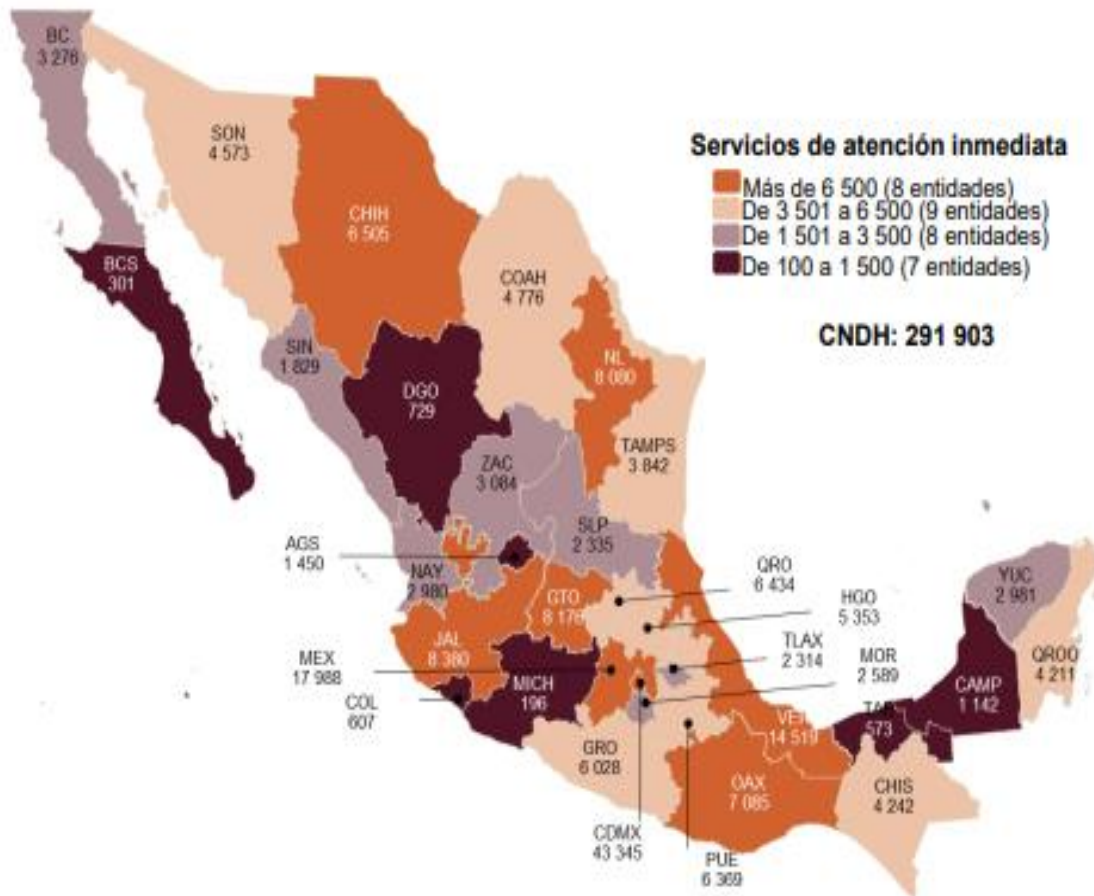 BC
3 276
SON
4 573
CHIH
6 505
Servicios de atención inmediata
Más de 6 500 (8 entidades)
De 3 501 a 6 500 (9 entidades)
De 1 501 a 3 500 (8 entidades)
De 100 a 1 500 (7 entidades)
CNDH: 291 903
BCS
301
COAH
4 776
SIN
1 829
NL
8 080
DGO
729
TAMPS
3 842
ZAC
3 084
SLP
2 335
AGS
1 450
NAY
2 980
QRO
6 434
HGO
5 353
YUC
2 981
GTO
8 176
JAL
8 380
TLAX
2 314
MOR
2 589
QROO
4 211
MEX
17 988
MICH
196
CAMP
1 142
COL
607
TAB
573
VER
14 519
GRO
6 028
OAX
7 085
CHIS
4 242
CDMX
43 345
PUE
6 369